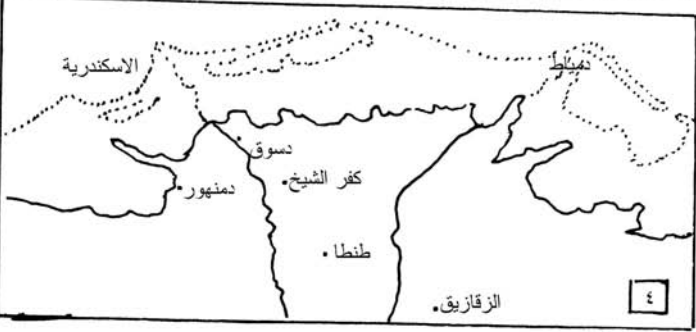 الاسكندرية
دمياط
دسوق
كفر الشيخ
دمنهور
طنطا
الزقازيق
٤